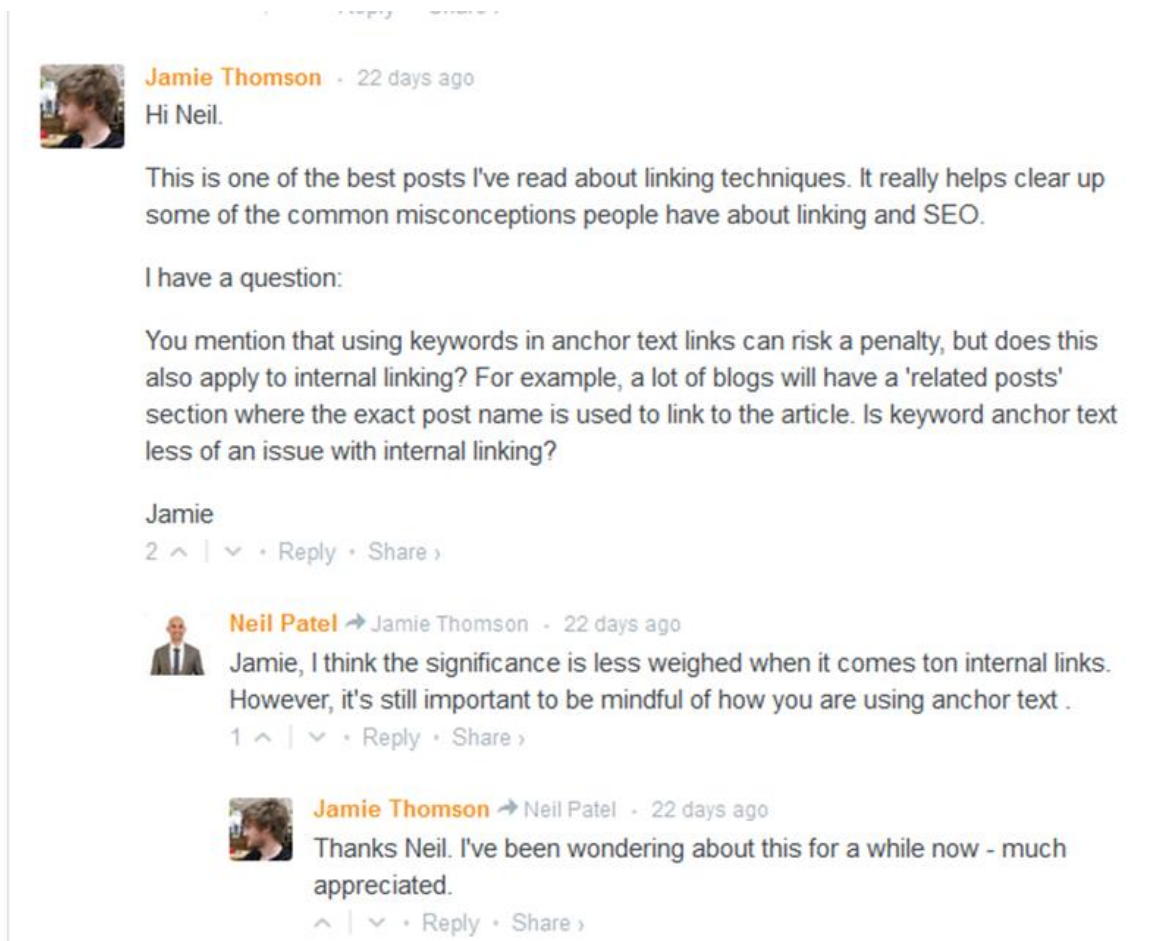 Jamie Thomson · 22 days ago
Hi Neil.
This is one of the best posts I've read about linking techniques. It really helps clear up
some of the common misconceptions people have about linking and SEO.
I have a question:
You mention that using keywords in anchor text links can risk a penalty, but does this
also apply to internal linking? For example, a lot of blogs will have a 'related posts'
section where the exact post name is used to link to the article. Is keyword anchor text
less of an issue with internal linking?
Jamie
2 · Reply · Share ›
Neil Patel Jamie Thomson · 22 days ago
Jamie, I think the significance is less weighed when it comes ton internal links.
However, it's still important to be mindful of how you are using anchor text .
1 · Reply · Share ›
Jamie Thomson Neil Patel · 22 days ago
Thanks Neil. I've been wondering about this for a while now - much
appreciated.
· Reply · Share ›